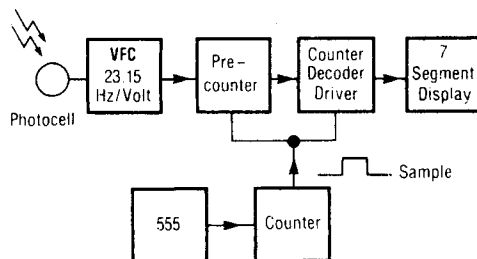 VFC
23.15
Hz/Volt
Pre-
counter
Counter
Decoder
Driver
7
Segment
Display
Photocell
Sample
555
Counter